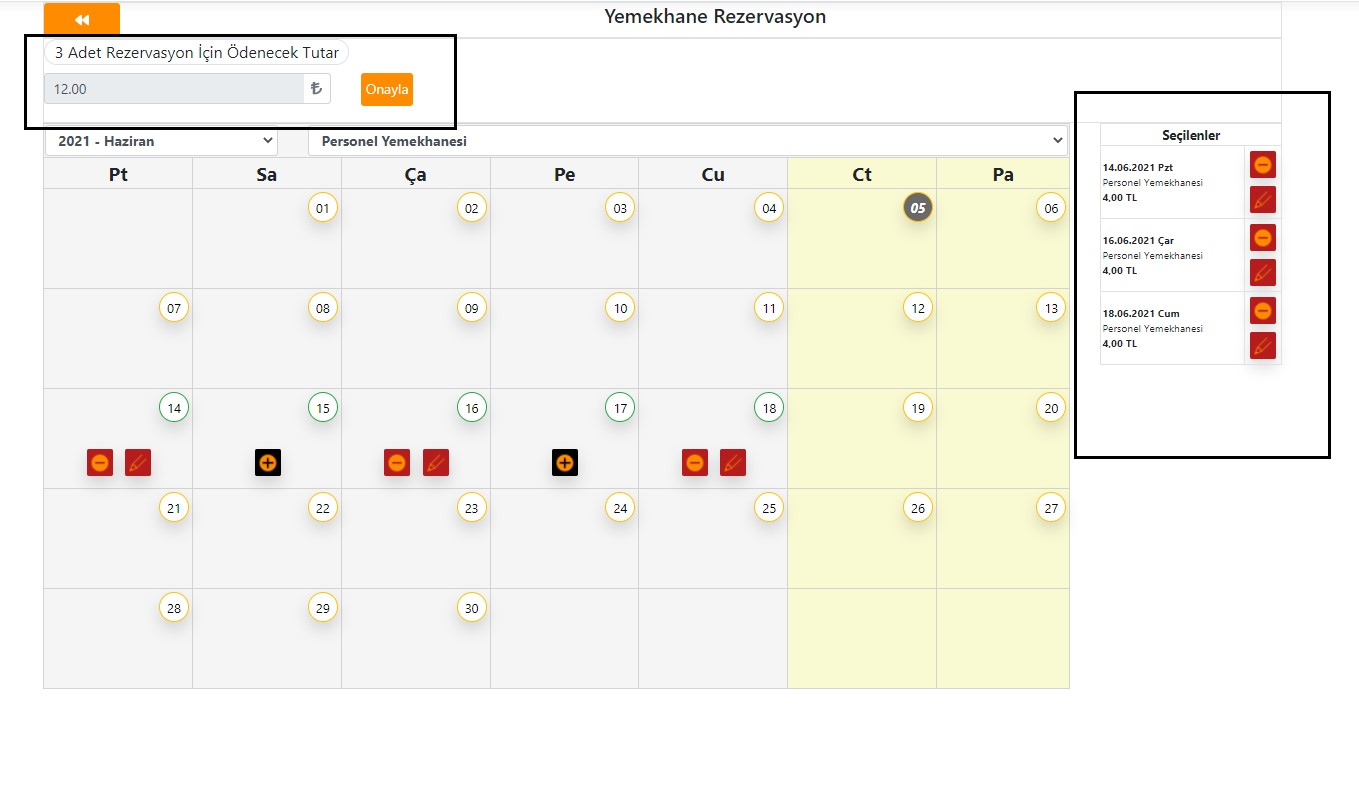 Yemekhane Rezervasyon
3 Adet Rezervasyon İçin Ödenecek Tutar
12.00 ₺ Onayla
2021 - Haziran Personel Yemekhanesi
Pt Sa Ça Pe Cu Ct Pa
01 02 03 04 05 06
07 08 09 10 11 12 13
14 15 16 17 18 19 20
21 22 23 24 25 26 27
28 29 30
Seçilenler
14.06.2021 Pzt
Personel Yemekhanesi
4,00 TL
16.06.2021 Çar
Personel Yemekhanesi
4,00 TL
18.06.2021 Cum
Personel Yemekhanesi
4,00 TL